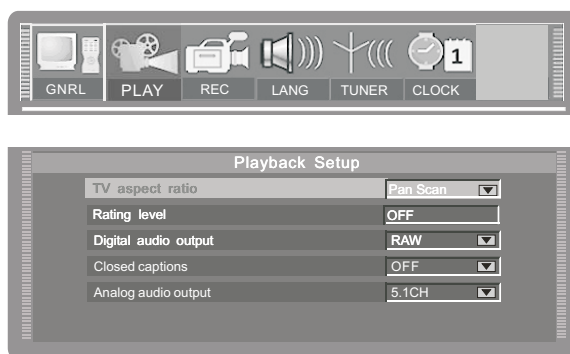 1
GNRL PLAY REC LANG TUNER CLOCK
Playback Setup
TV aspect ratio Pan Scan
Rating level OFF
Digital audio output RAW
Closed captions OFF
Analog audio output 5.1CH